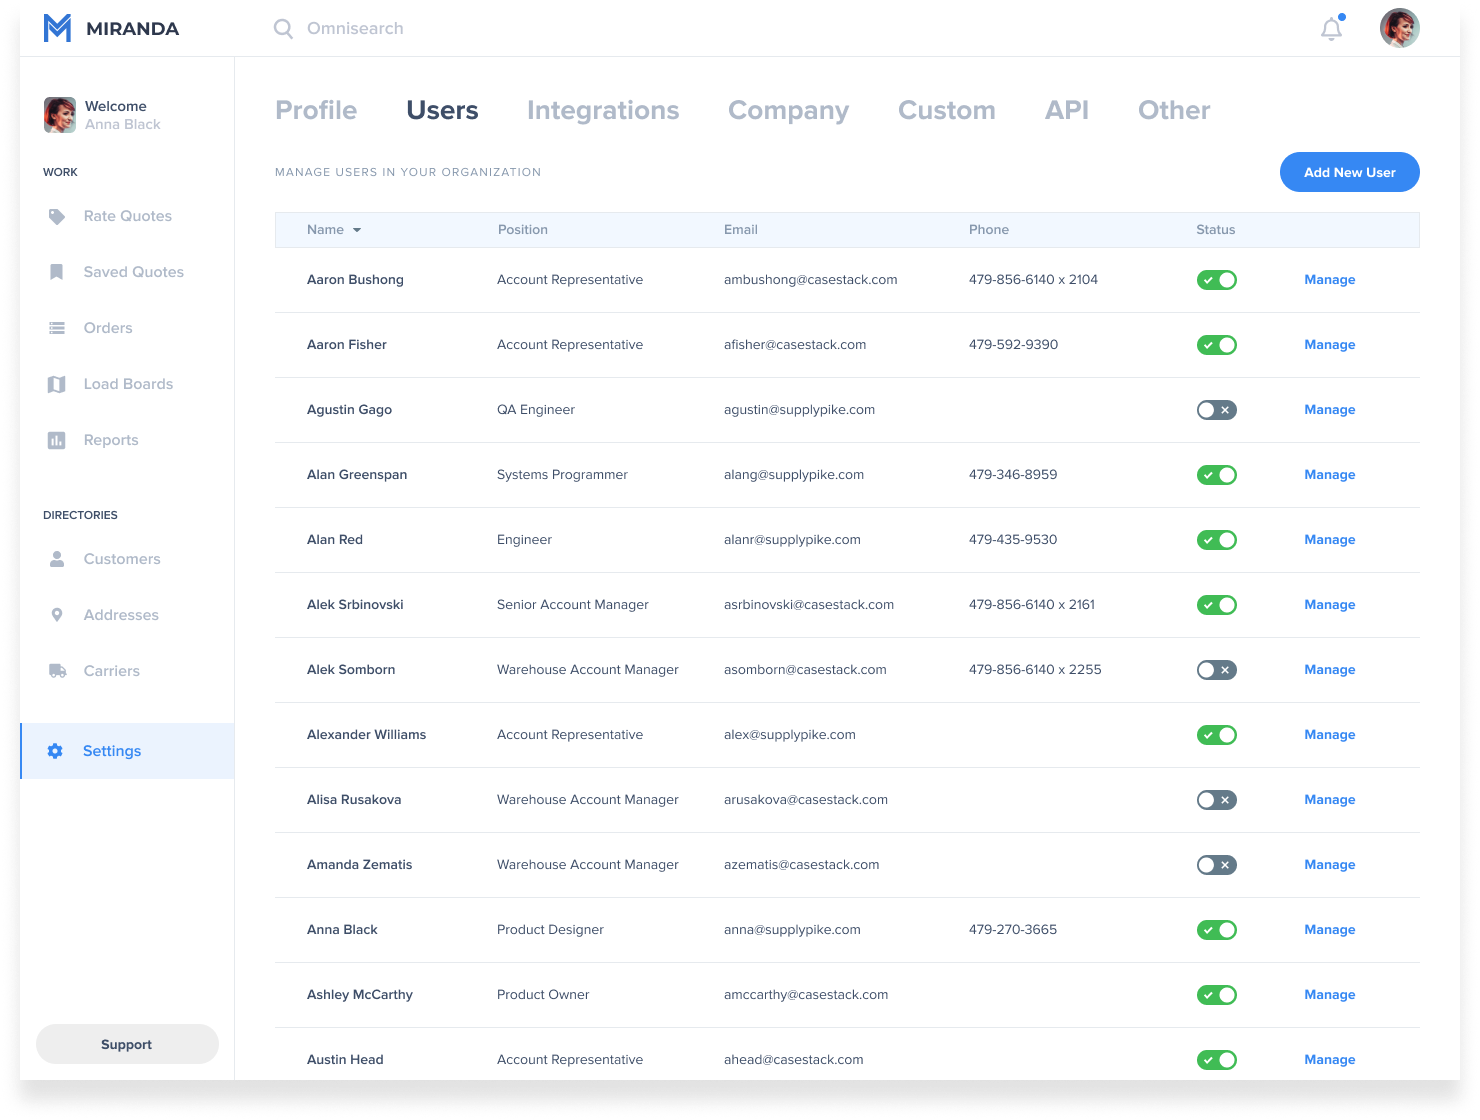 MIRANDA
Omnisearch
Welcome
Anna Black
WORK
Rate Quotes
Saved Quotes
Orders
Load Boards
Reports
DIRECTORIES
Customers
Addresses
Carriers
Settings
Support
Profile Users Integrations Company Custom API Other
MANAGE USERS IN YOUR ORGANIZATION
Add New User
Name Position Email Phone Status
Aaron Bushong Account Representative ambushong@casestack.com 479-856-6140 x 2104 Manage
Aaron Fisher Account Representative afisher@casestack.com 479-592-9390 Manage
Agustin Gago QA Engineer agustin@supplypike.com Manage
Alan Greenspan Systems Programmer alang@supplypike.com 479-346-8959 Manage
Alan Red Engineer alanr@supplypike.com 479-435-9530 Manage
Alek Srbinovski Senior Account Manager asrbinovski@casestack.com 479-856-6140 x 2161 Manage
Alek Somborn Warehouse Account Manager asomborn@casestack.com 479-856-6140 x 2255 Manage
Alexander Williams Account Representative alex@supplypike.com Manage
Alisa Rusakova Warehouse Account Manager arusakova@casestack.com Manage
Amanda Zematis Warehouse Account Manager azematis@casestack.com Manage
Anna Black Product Designer anna@supplypike.com 479-270-3665 Manage
Ashley McCarthy Product Owner amccarthy@casestack.com Manage
Austin Head Account Representative ahead@casestack.com Manage